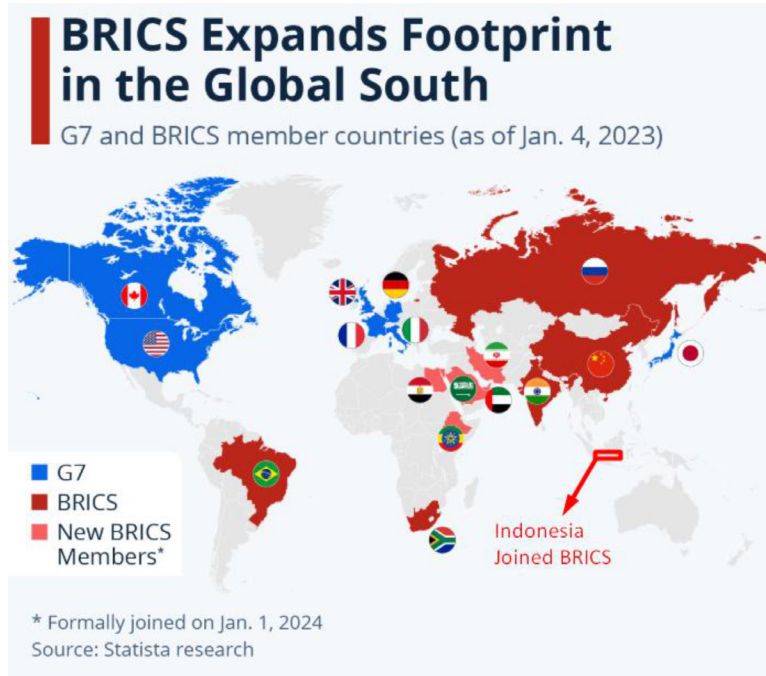 BRICS Expands Footprint
in the Global South
G7 and BRICS member countries (as of Jan. 4, 2023)
G7
BRICS
New BRICS
Members*
Indonesia
Joined BRICS
* Formally joined on Jan. 1, 2024
Source: Statista research